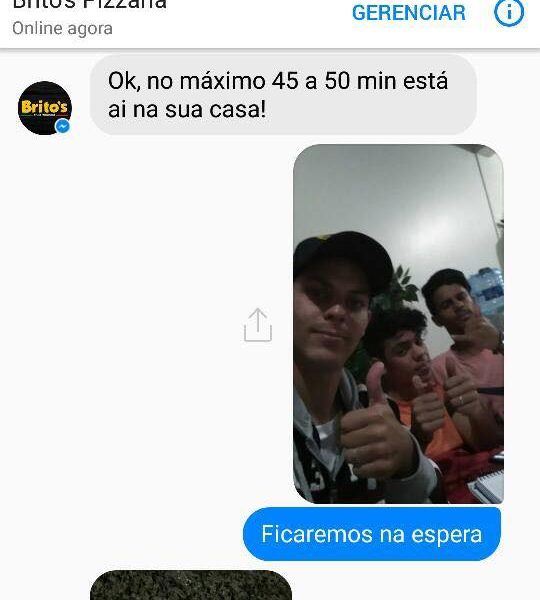 Brito's Pizzaria
GERENCIAR
Online agora
Ok, no máximo 45 a 50 min está
ai na sua casa!
Brito's
Ficaremos na espera